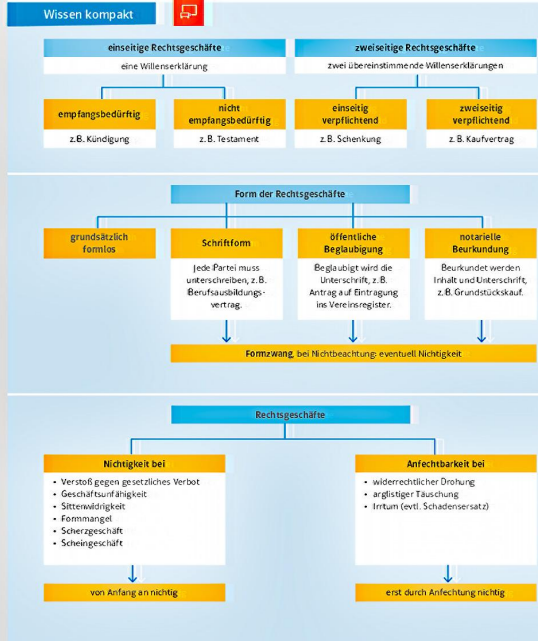 Wissen kompakt
einseitige Rechtsgeschäfte
eine Willenserklärung
empfangsbedürftig
z.B. Kündigung
nicht
empfangsbedürftig
z.B. Testament
zweiseitige Rechtsgeschäfte
zwei übereinstimmende Willenserklärungen
einseitig
verpflichtend
z.B. Schenkung
zweiseitig
verpflichtend
z.B. Kaufvertrag
Form der Rechtsgeschäfte
grundsätzlich
formlos
Schriftform
Jede Partei muss
unterschreiben, z.B.
Berufsausbildungs-
vertrag.
öffentliche
Beglaubigung
Beglaubigt wird die
Unterschrift, z.B.
Antrag auf Eintragung
ins Vereinsregister.
notarielle
Beurkundung
Beurkundet werden
Inhalt und Unterschrift,
z.B. Grundstückskauf.
Formzwang, bei Nichtbeachtung: eventuell Nichtigkeit
Rechtsgeschäfte
Nichtigkeit bei
• Verstoß gegen gesetzliches Verbot
• Geschäftsunfähigkeit
• Sittenwidrigkeit
• Formmangel
• Scherzgeschäft
• Scheingeschäft
von Anfang an nichtig
Anfechtbarkeit bei
• widerrechtlicher Drohung
• arglistiger Täuschung
• Irrtum (evtl. Schadensersatz)
erst durch Anfechtung nichtig